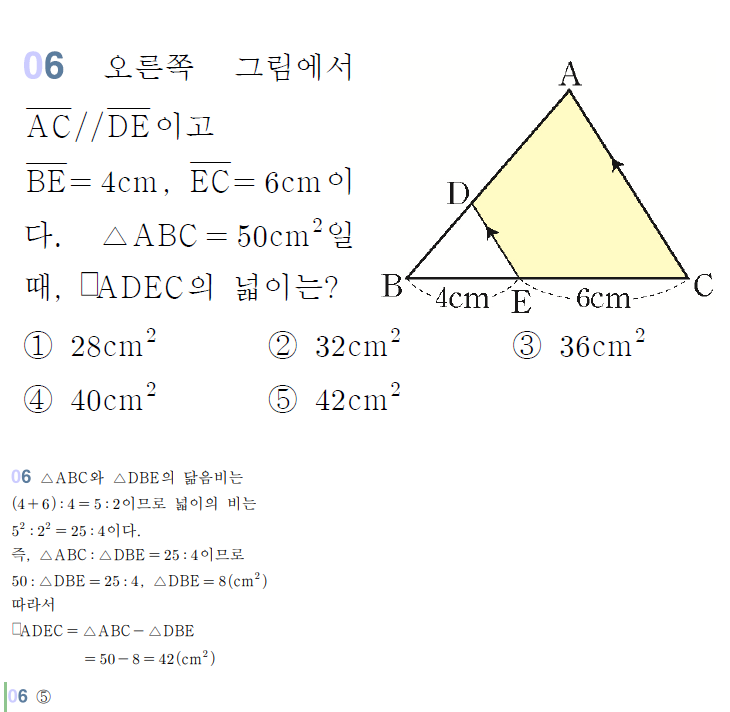 06 오른쪽 그림에서
AC//DE이고
BE= 4cm, EC= 6cm이
다. △ABC=50cm²일
때, □ADEC의 넓이는?
A
D
B
4cm
E
6cm
C
① 28cm² ② 32cm² ③ 36cm²
④ 40cm² ⑤ 42cm²
06 △ABC와 △DBE의 닮음비는
(4+6):4=5:2이므로 넓이의 비는
5²:2²=25:4이다.
즉, △ABC:△DBE=25:4이므로
50:△DBE=25:4, △DBE=8(cm²)
따라서
□ADEC=△ABC-△DBE
=50-8=42(cm²)
06 ⑤